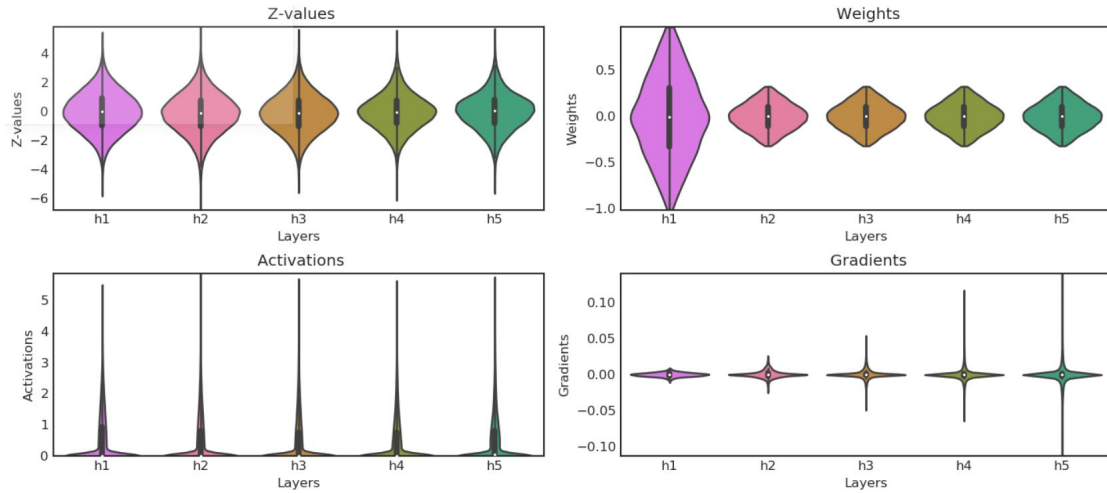 Z-values
Z-values
4
2
0
−2
−4
−6
h1 h2 h3 h4 h5
Layers
Weights
Weights
0.5
0.0
−0.5
−1.0
h1 h2 h3 h4 h5
Layers
Activations
Activations
5
4
3
2
1
0
h1 h2 h3 h4 h5
Layers
Gradients
Gradients
0.10
0.05
0.00
−0.05
−0.10
h1 h2 h3 h4 h5
Layers